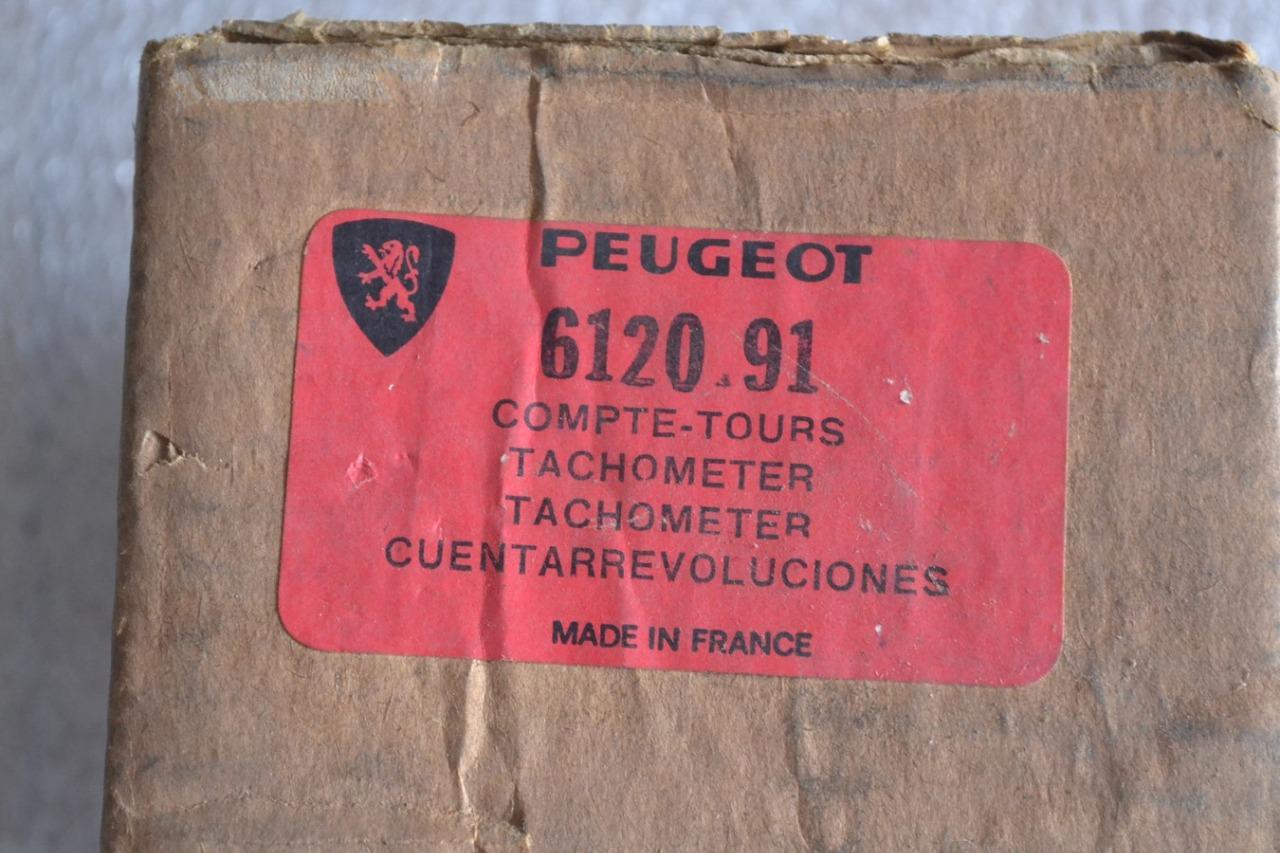 PEUGEOT
6120.91
COMPTE-TOURS
TACHOMETER
TACHOMETER
CUENTARREVOLUCIONES
MADE IN FRANCE